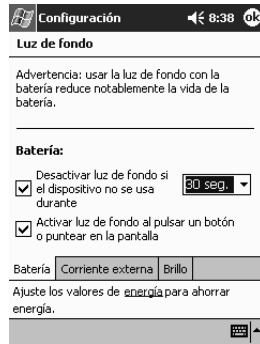 Configuración 8:38 ok
Luz de fondo
Advertencia: usar la luz de fondo con la
batería reduce notablemente la vida de la
batería.
Batería:
Desactivar luz de fondo si
el dispositivo no se usa
durante
30 seg.
Activar luz de fondo al pulsar un botón
o puntear en la pantalla
Batería Corriente externa Brillo
Ajuste los valores de energía para ahorrar
energía.